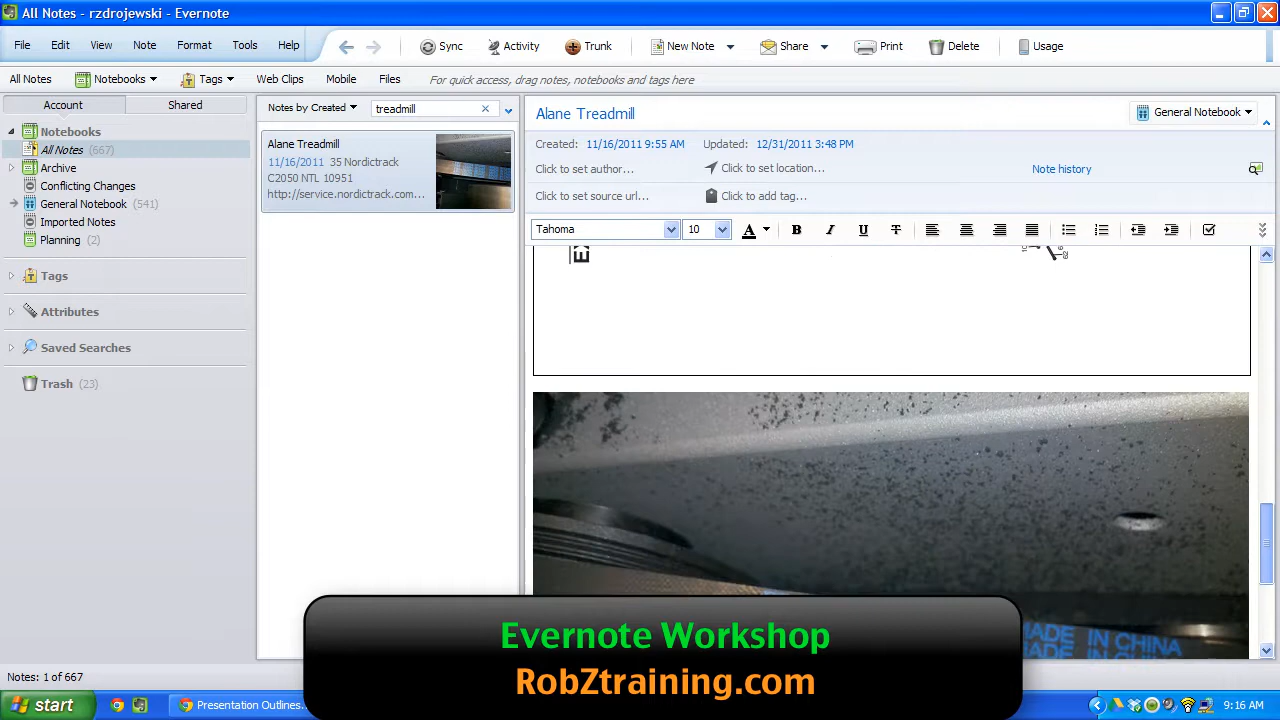 All Notes - rzdrojewski - Evernote
File Edit View Note Format Tools Help
Sync Activity Trunk New Note Share Print Delete Usage
All Notes Notebooks Tags Web Clips Mobile Files For quick access, drag notes, notebooks and tags here
Account Shared
Notebooks
All Notes (667)
Archive
Conflicting Changes
General Notebook (541)
Imported Notes
Planning (2)
Tags
Attributes
Saved Searches
Trash (23)
Notes by Created treadmill
Alane Treadmill
11/16/2011 35 Nordictrack
C2050 NTL 10951
http://service.nordictrack.com...
Alane Treadmill
General Notebook
Created: 11/16/2011 9:55 AM Updated: 12/31/2011 3:48 PM
Click to set author... Click to set location... Note history
Click to set source url... Click to add tag...
Tahoma 10 A B I U T
MADE IN CHINA
MADE IN CHINA
Evernote Workshop
RobZtraining.com
Notes: 1 of 667
start Presentation Outlines... 9:16 AM